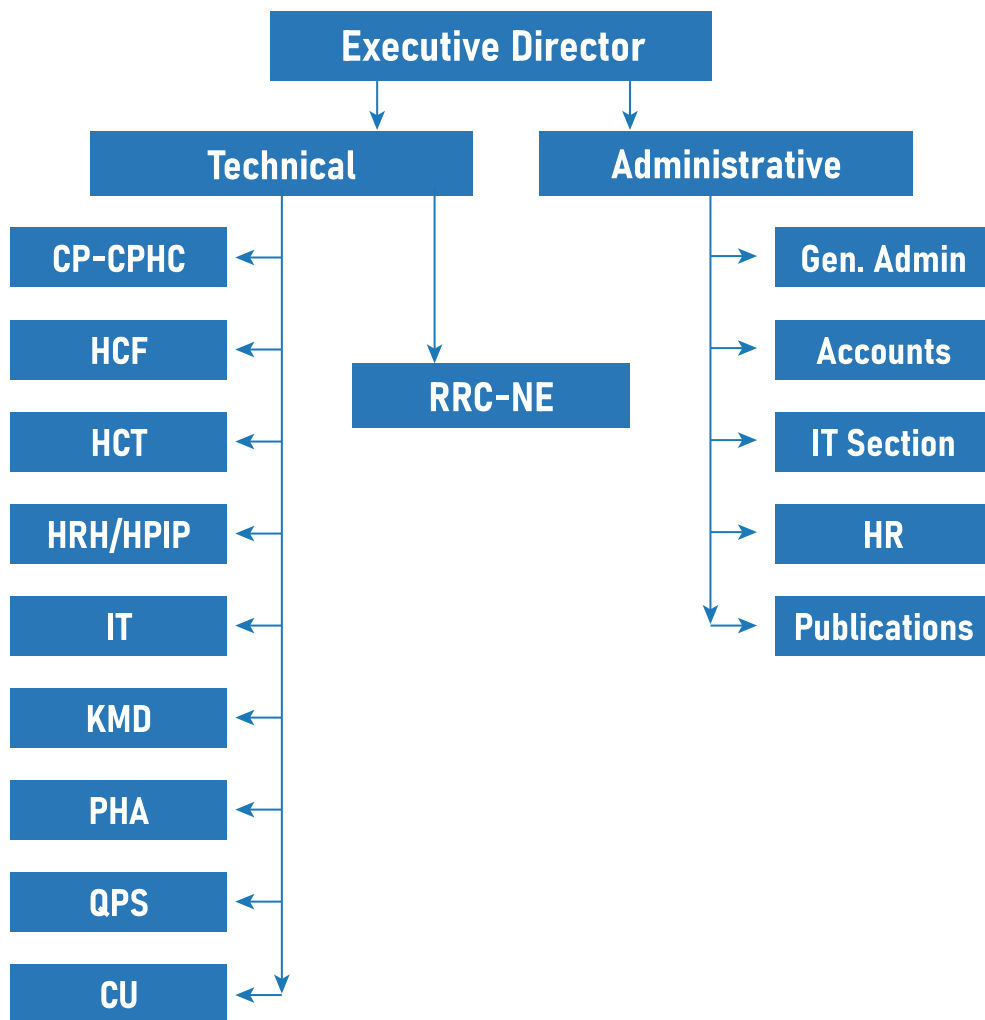 Executive Director
Technical
Administrative
CP-CPHC
Gen. Admin
HCF
Accounts
RRC-NE
HCT
IT Section
HRH/HPIP
HR
IT
Publications
KMD
PHA
QPS
CU